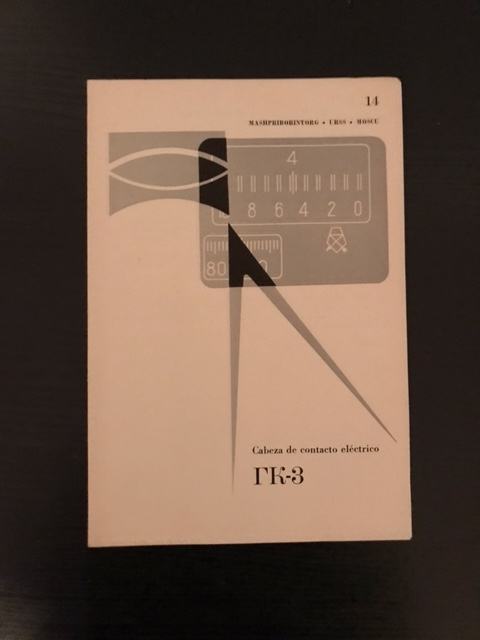 14
MASHPRIBORINTORG • URSS • MOSCU
4
8 6 4 2 0
80
Cabeza de contacto eléctrico
ГК-3